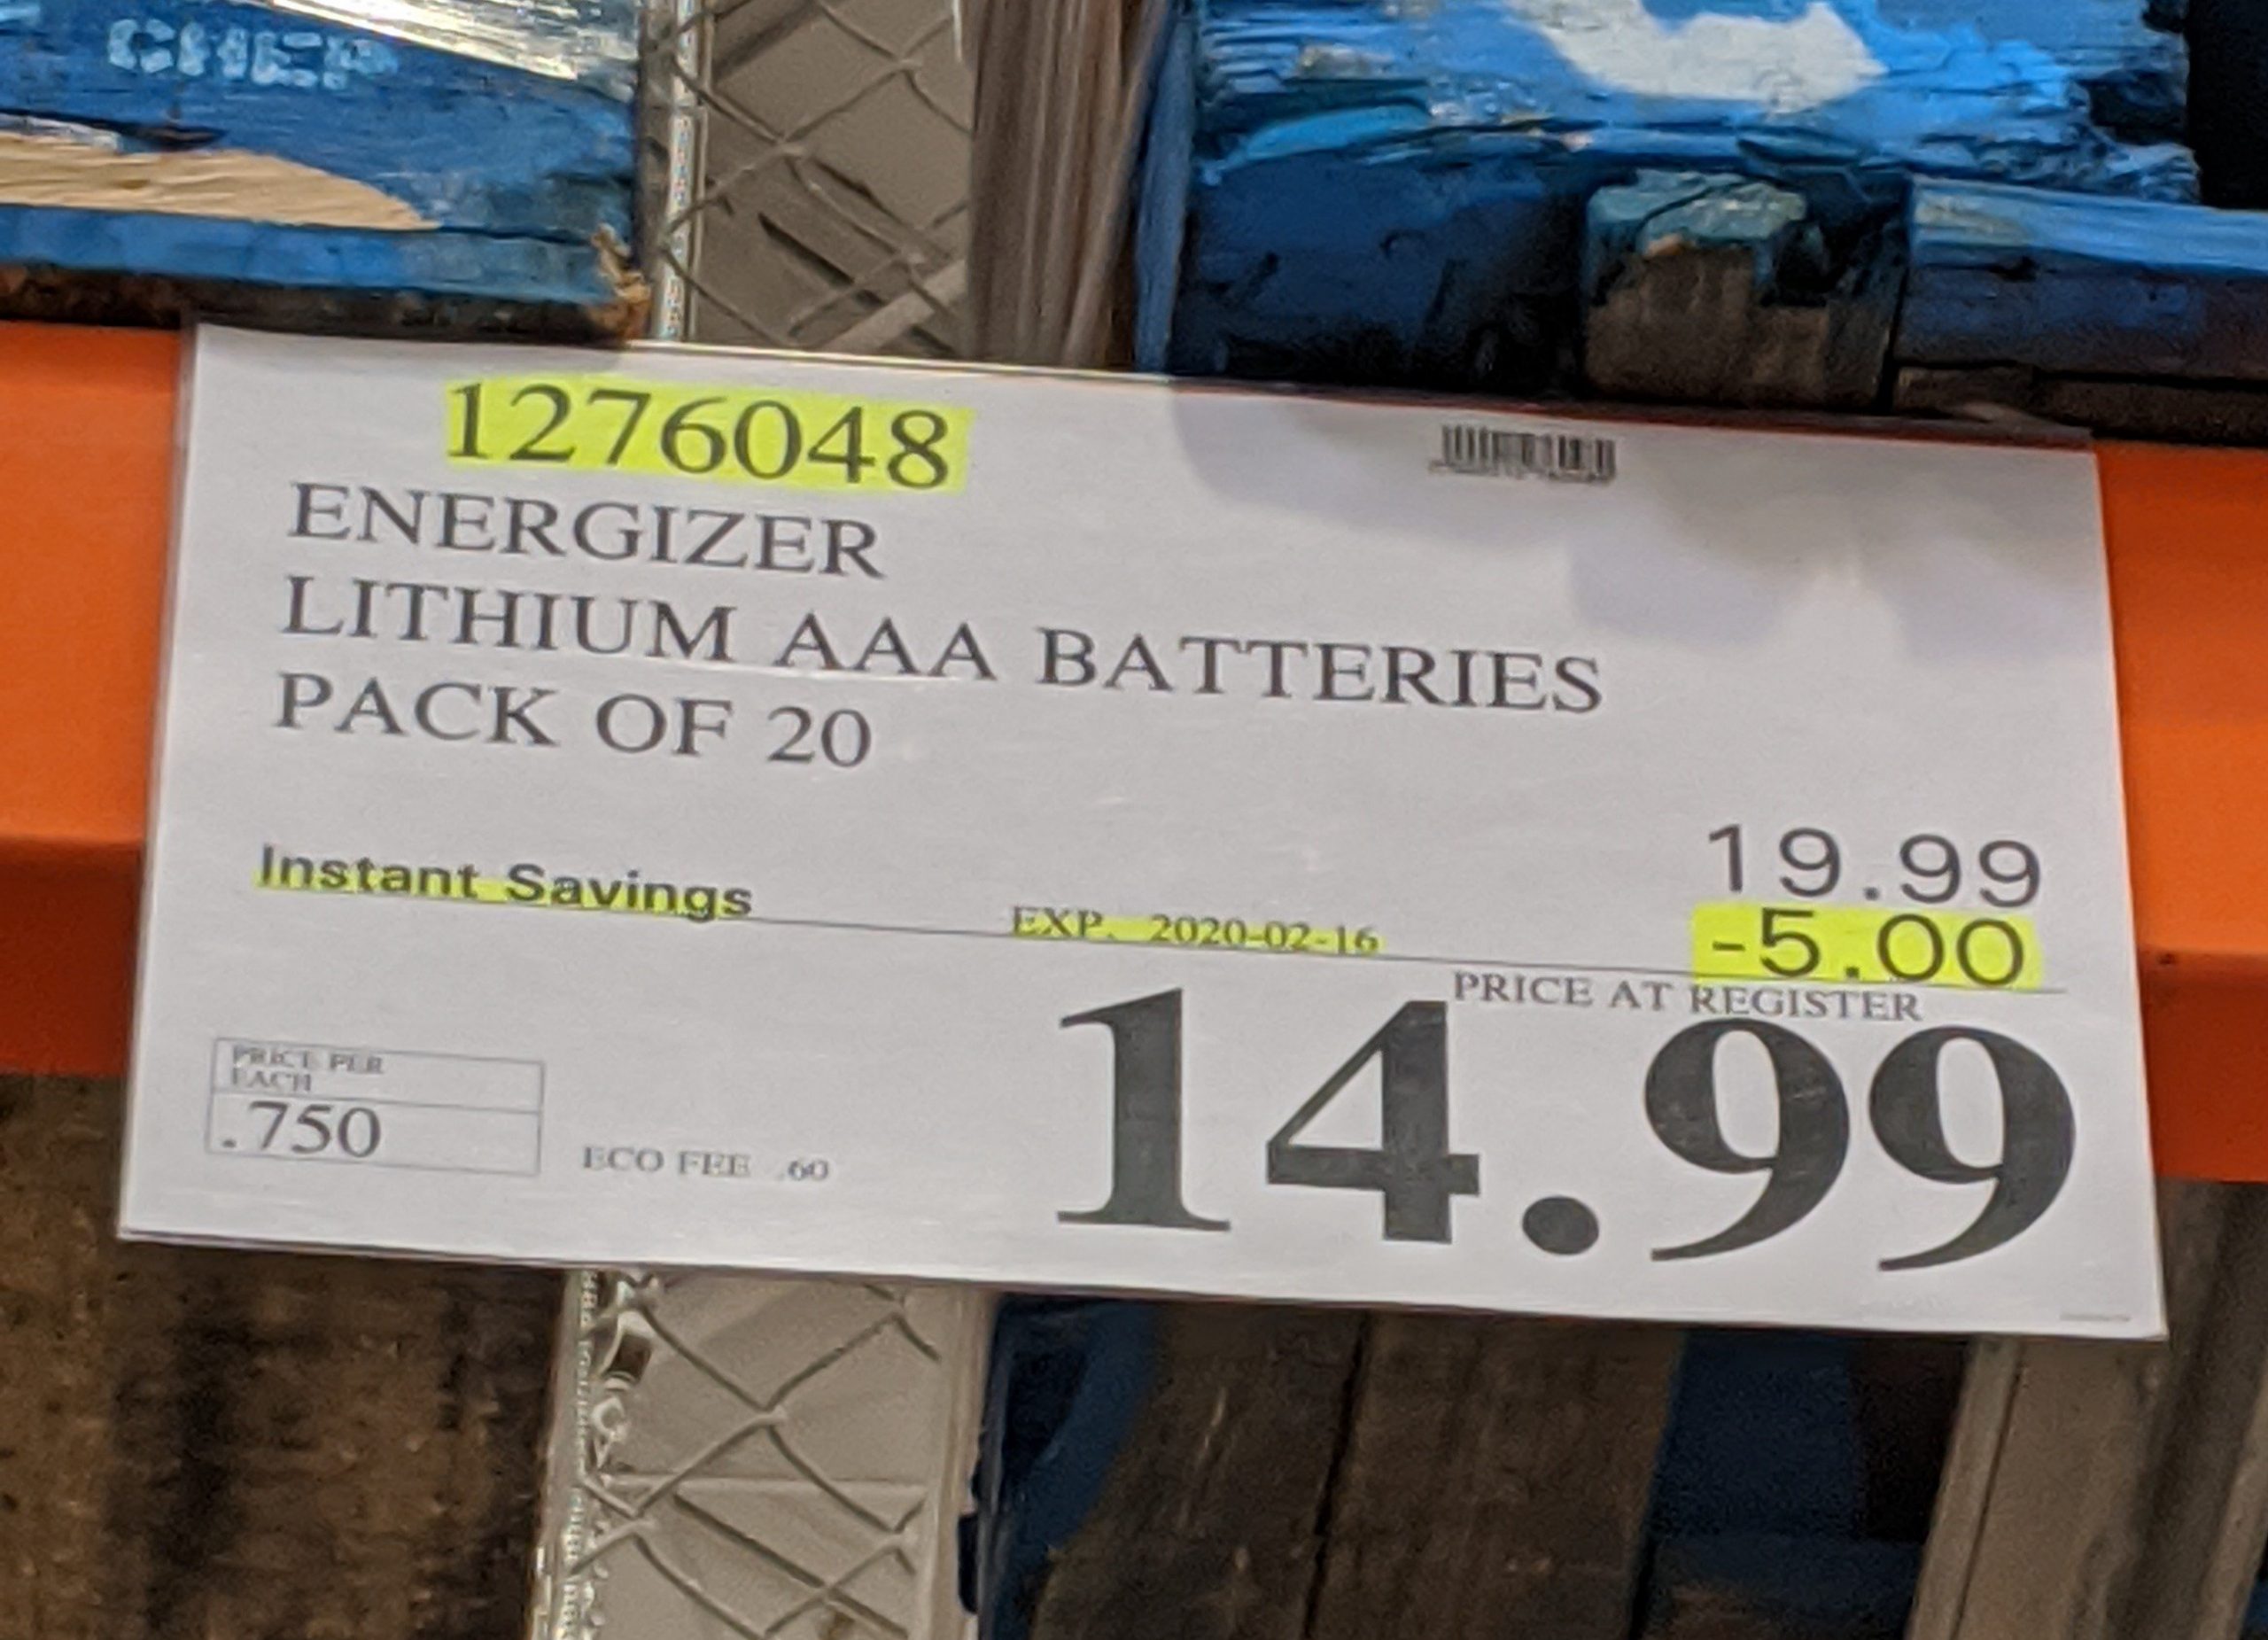 CHEP
1276048
ENERGIZER
LITHIUM AAA BATTERIES
PACK OF 20
19.99
Instant Savings EXP. 2020-02-16 -5.00
PRICE AT REGISTER
14.99
PRICE PER
EACH
.750
ECO FEE .60